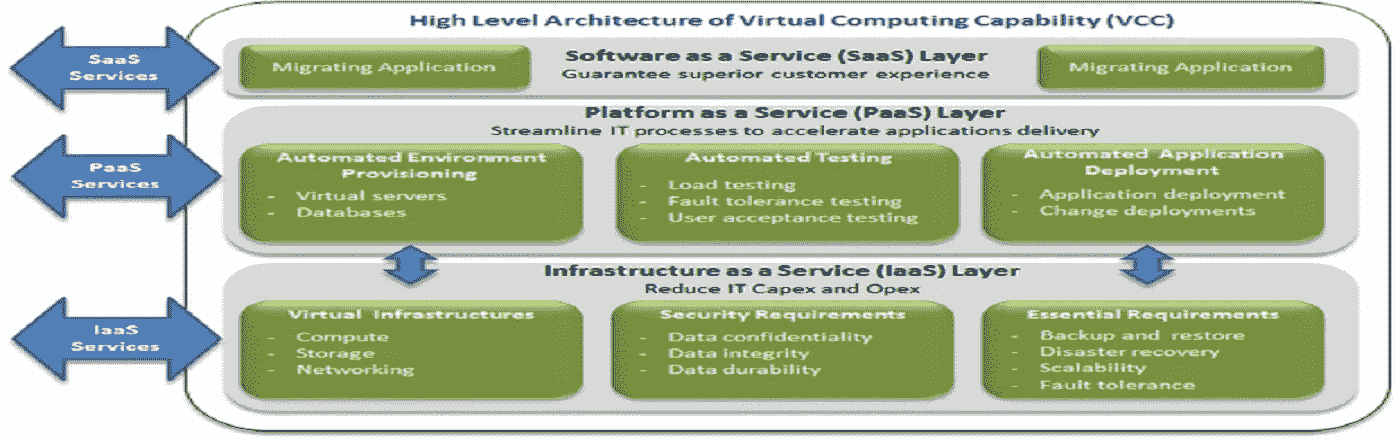 High Level Architecture of Virtual Computing Capability (VCC)
SaaS
Services
Migrating Application
Software as a Service (SaaS) Layer
Guarantee superior customer experience
Migrating Application
Platform as a Service (PaaS) Layer
Streamline IT processes to accelerate applications delivery
PaaS
Services
Automated Environment
Provisioning
- Virtual servers
- Databases
Automated Testing
- Load testing
- Fault tolerance testing
- User acceptance testing
Automated Application
Deployment
- Application deployment
- Change deployments
Infrastructure as a Service (IaaS) Layer
Reduce IT Capex and Opex
IaaS
Services
Virtual Infrastructures
- Compute
- Storage
- Networking
Security Requirements
- Data confidentiality
- Data integrity
- Data durability
Essential Requirements
- Backup and restore
- Disaster recovery
- Scalability
- Fault tolerance